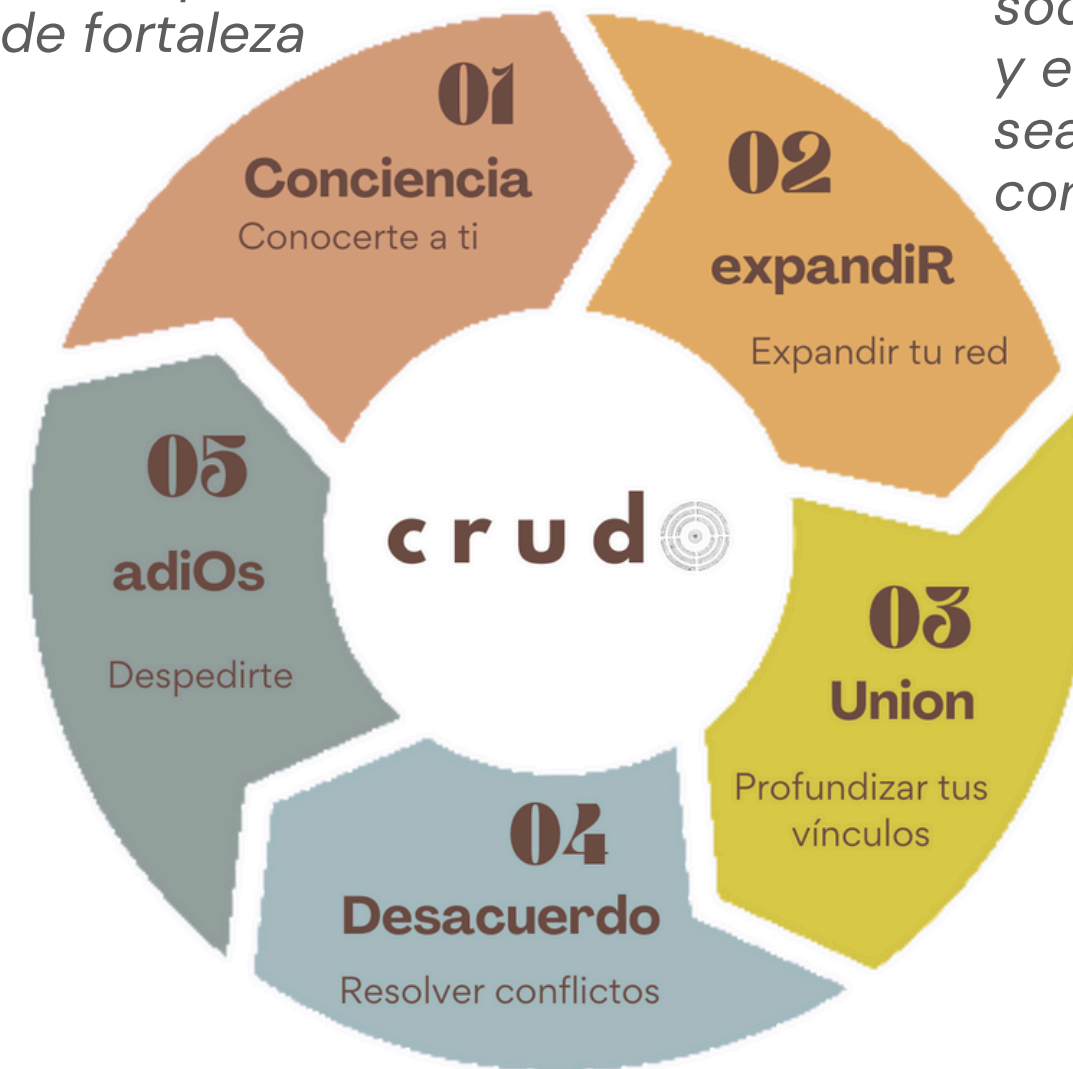 de fortaleza
y e
01
Conciencia
Conocerte a ti
02
expandiR
Expandir tu red
03
Union
Profundizar tus
vínculos
04
Desacuerdo
Resolver conflictos
05
adiOs
Despedirte
crudo